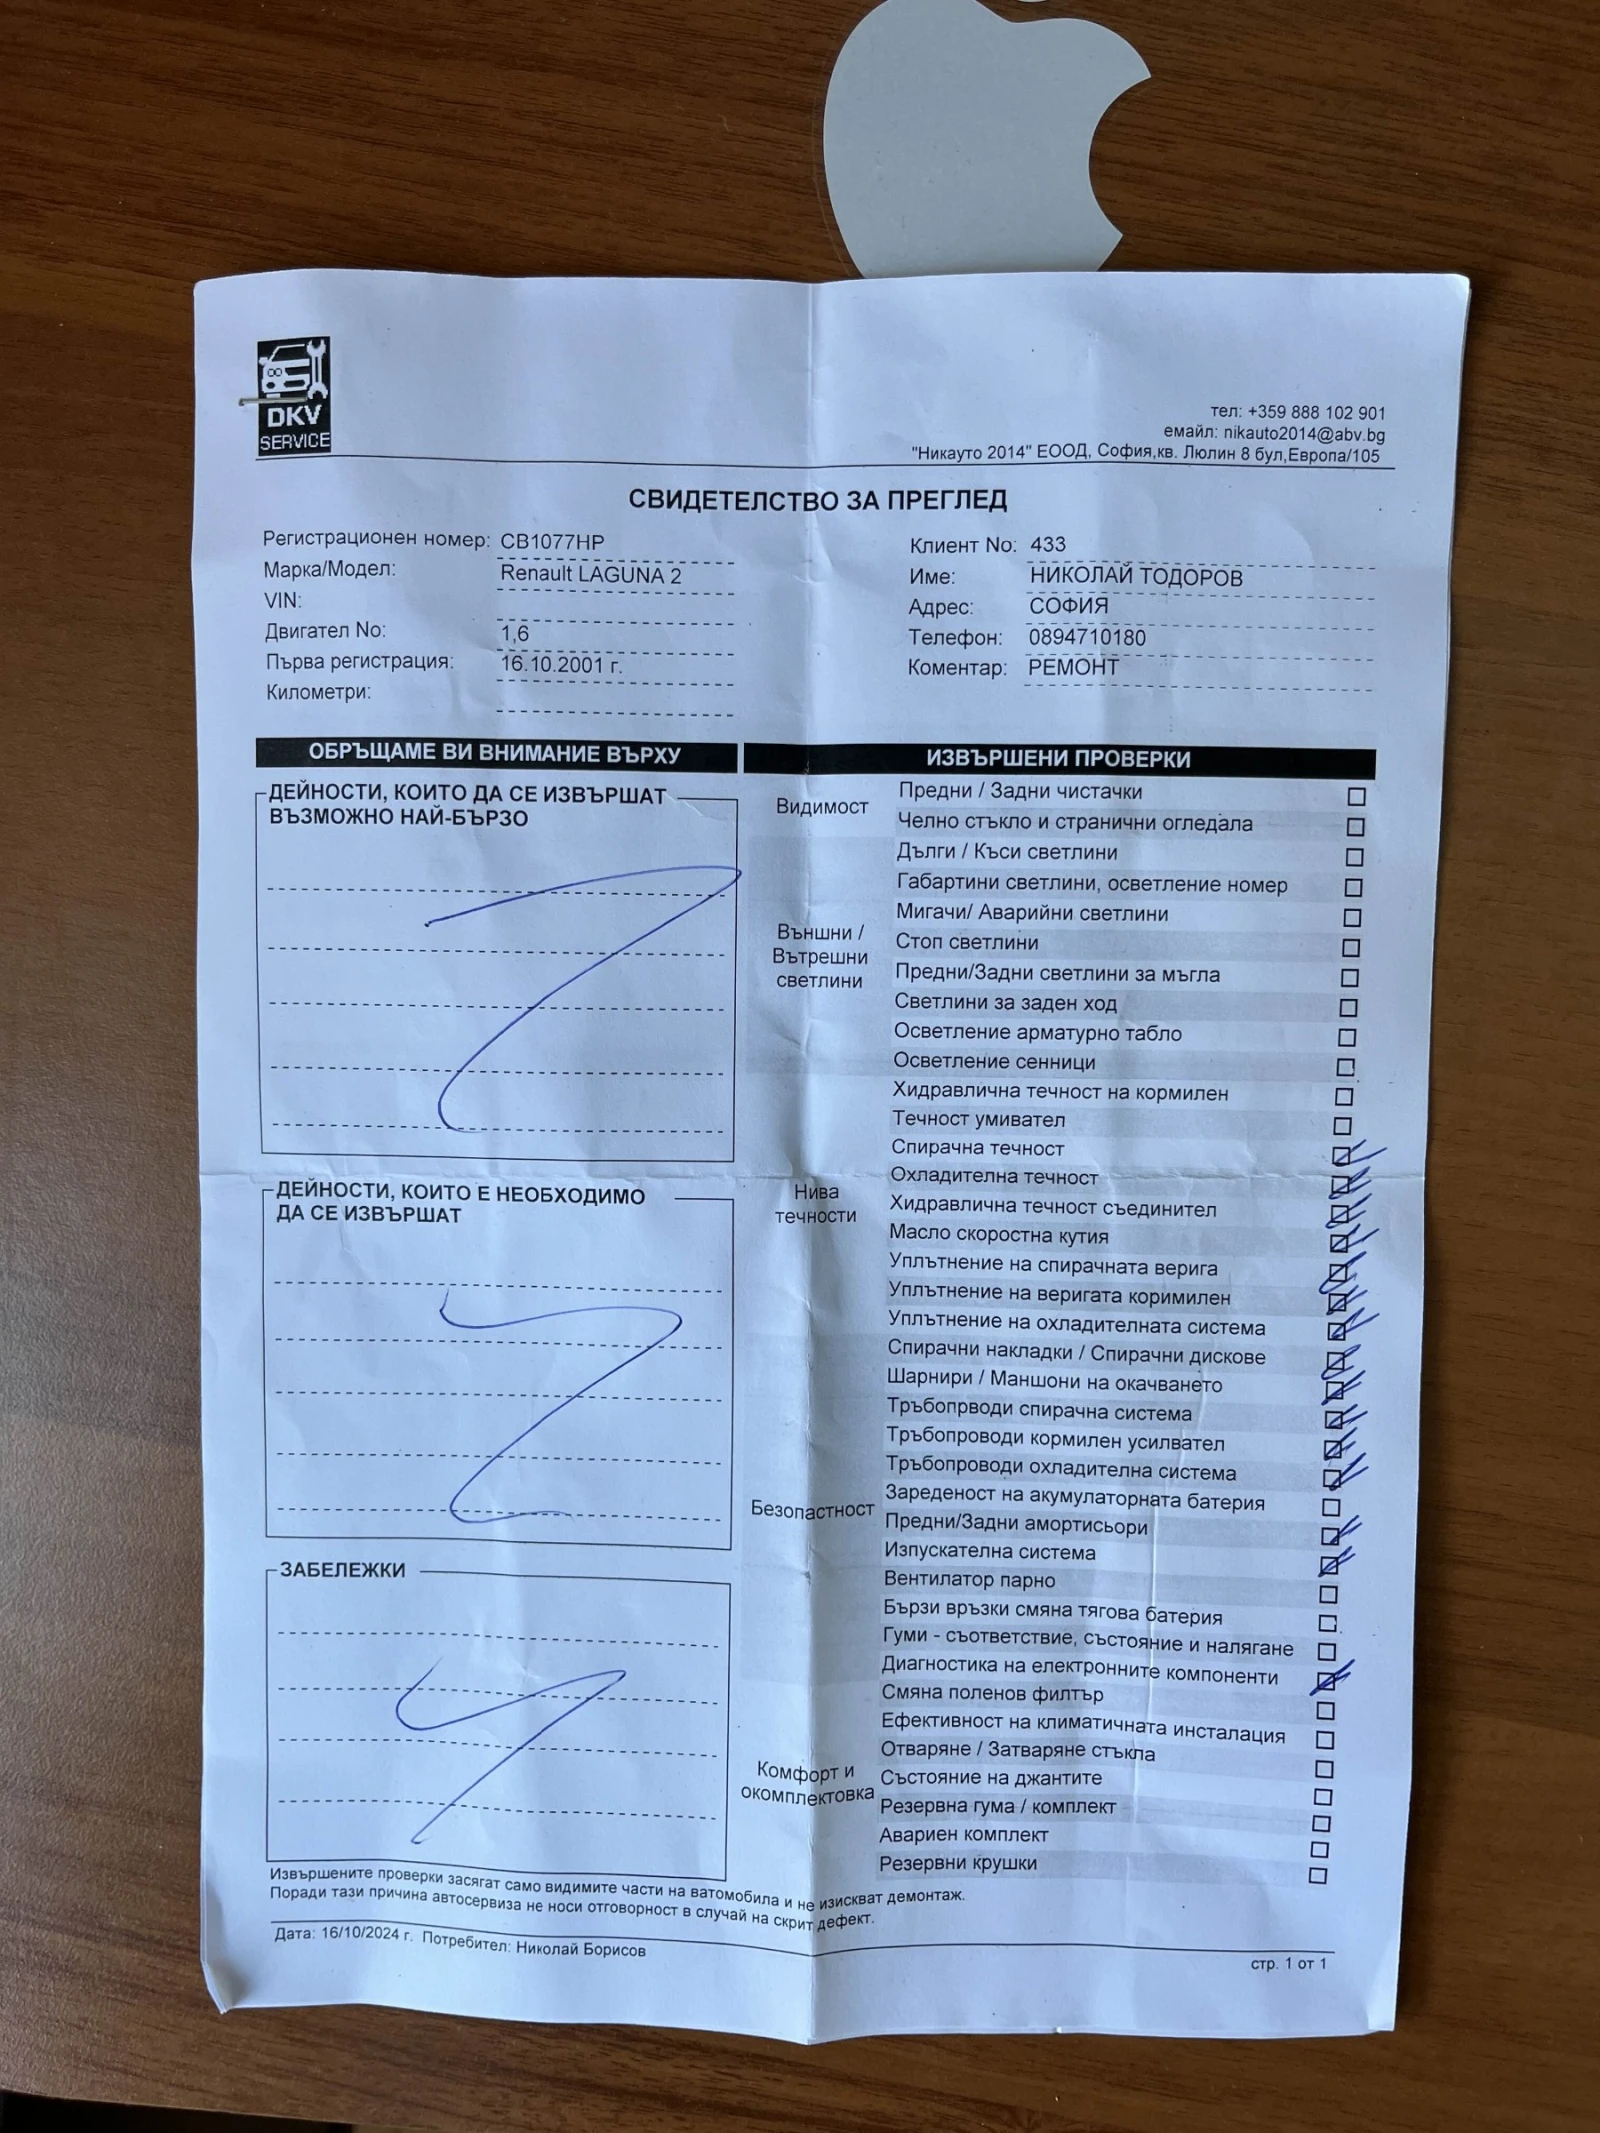 DKV
SERVICE
тел: +359 888 102 901
емайл: nikauto2014@abv.bg
"Никауто 2014" ЕООД, София,кв. Люлин 8 бул,Европа/105
СВИДЕТЕЛСТВО ЗА ПРЕГЛЕД
Регистрационен номер: CB1077HP
Марка/Модел: Renault LAGUNA 2
VIN:
Двигател No: 1,6
Първа регистрация: 16.10.2001 г.
Километри:
Клиент No: 433
Име: НИКОЛАЙ ТОДОРОВ
Адрес: СОФИЯ
Телефон: 0894710180
Коментар: РЕМОНТ
ОБРЪЩАМЕ ВИ ВНИМАНИЕ ВЪРХУ
ДЕЙНОСТИ, КОИТО ДА СЕ ИЗВЪРШАТ
ВЪЗМОЖНО НАЙ-БЪРЗО
ДЕЙНОСТИ, КОИТО Е НЕОБХОДИМО
ДА СЕ ИЗВЪРШАТ
ЗАБЕЛЕЖКИ
ИЗВЪРШЕНИ ПРОВЕРКИ
Видимост
Предни / Задни чистачки
Челно стъкло и странични огледала
Външни /
Вътрешни
светлини
Дълги / Къси светлини
Габартини светлини, осветление номер
Мигачи/ Аварийни светлини
Стоп светлини
Предни/Задни светлини за мъгла
Светлини за заден ход
Осветление арматурно табло
Осветление сенници
Нива
течности
Хидравлична течност на кормилен
Течност умивател
Спирачна течност
Охладителна течност
Хидравлична течност съединител
Масло скоростна кутия
Уплътнение на спирачната верига
Уплътнение на веригата коримилен
Уплътнение на охладителната система
Безопастност
Спирачни накладки / Спирачни дискове
Шарнири / Маншони на окачването
Тръбопрводи спирачна система
Тръбопроводи кормилен усилвател
Тръбопроводи охладителна система
Зареденост на акумулаторната батерия
Предни/Задни амортисьори
Изпускателна система
Вентилатор парно
Бързи връзки смяна тягова батерия
Гуми - съответствие, състояние и налягане
Диагностика на електронните компоненти
Комфорт и
окомплектовка
Смяна поленов филтър
Ефективност на климатичната инсталация
Отваряне / Затваряне стъкла
Състояние на джантите
Резервна гума / комплект
Авариен комплект
Резервни крушки
Извършените проверки засягат само видимите части на ватомобила и не изискват демонтаж.
Поради тази причина автосервиза не носи отговорност в случай на скрит дефект.
Дата: 16/10/2024 г. Потребител: Николай Борисов
стр. 1 от 1